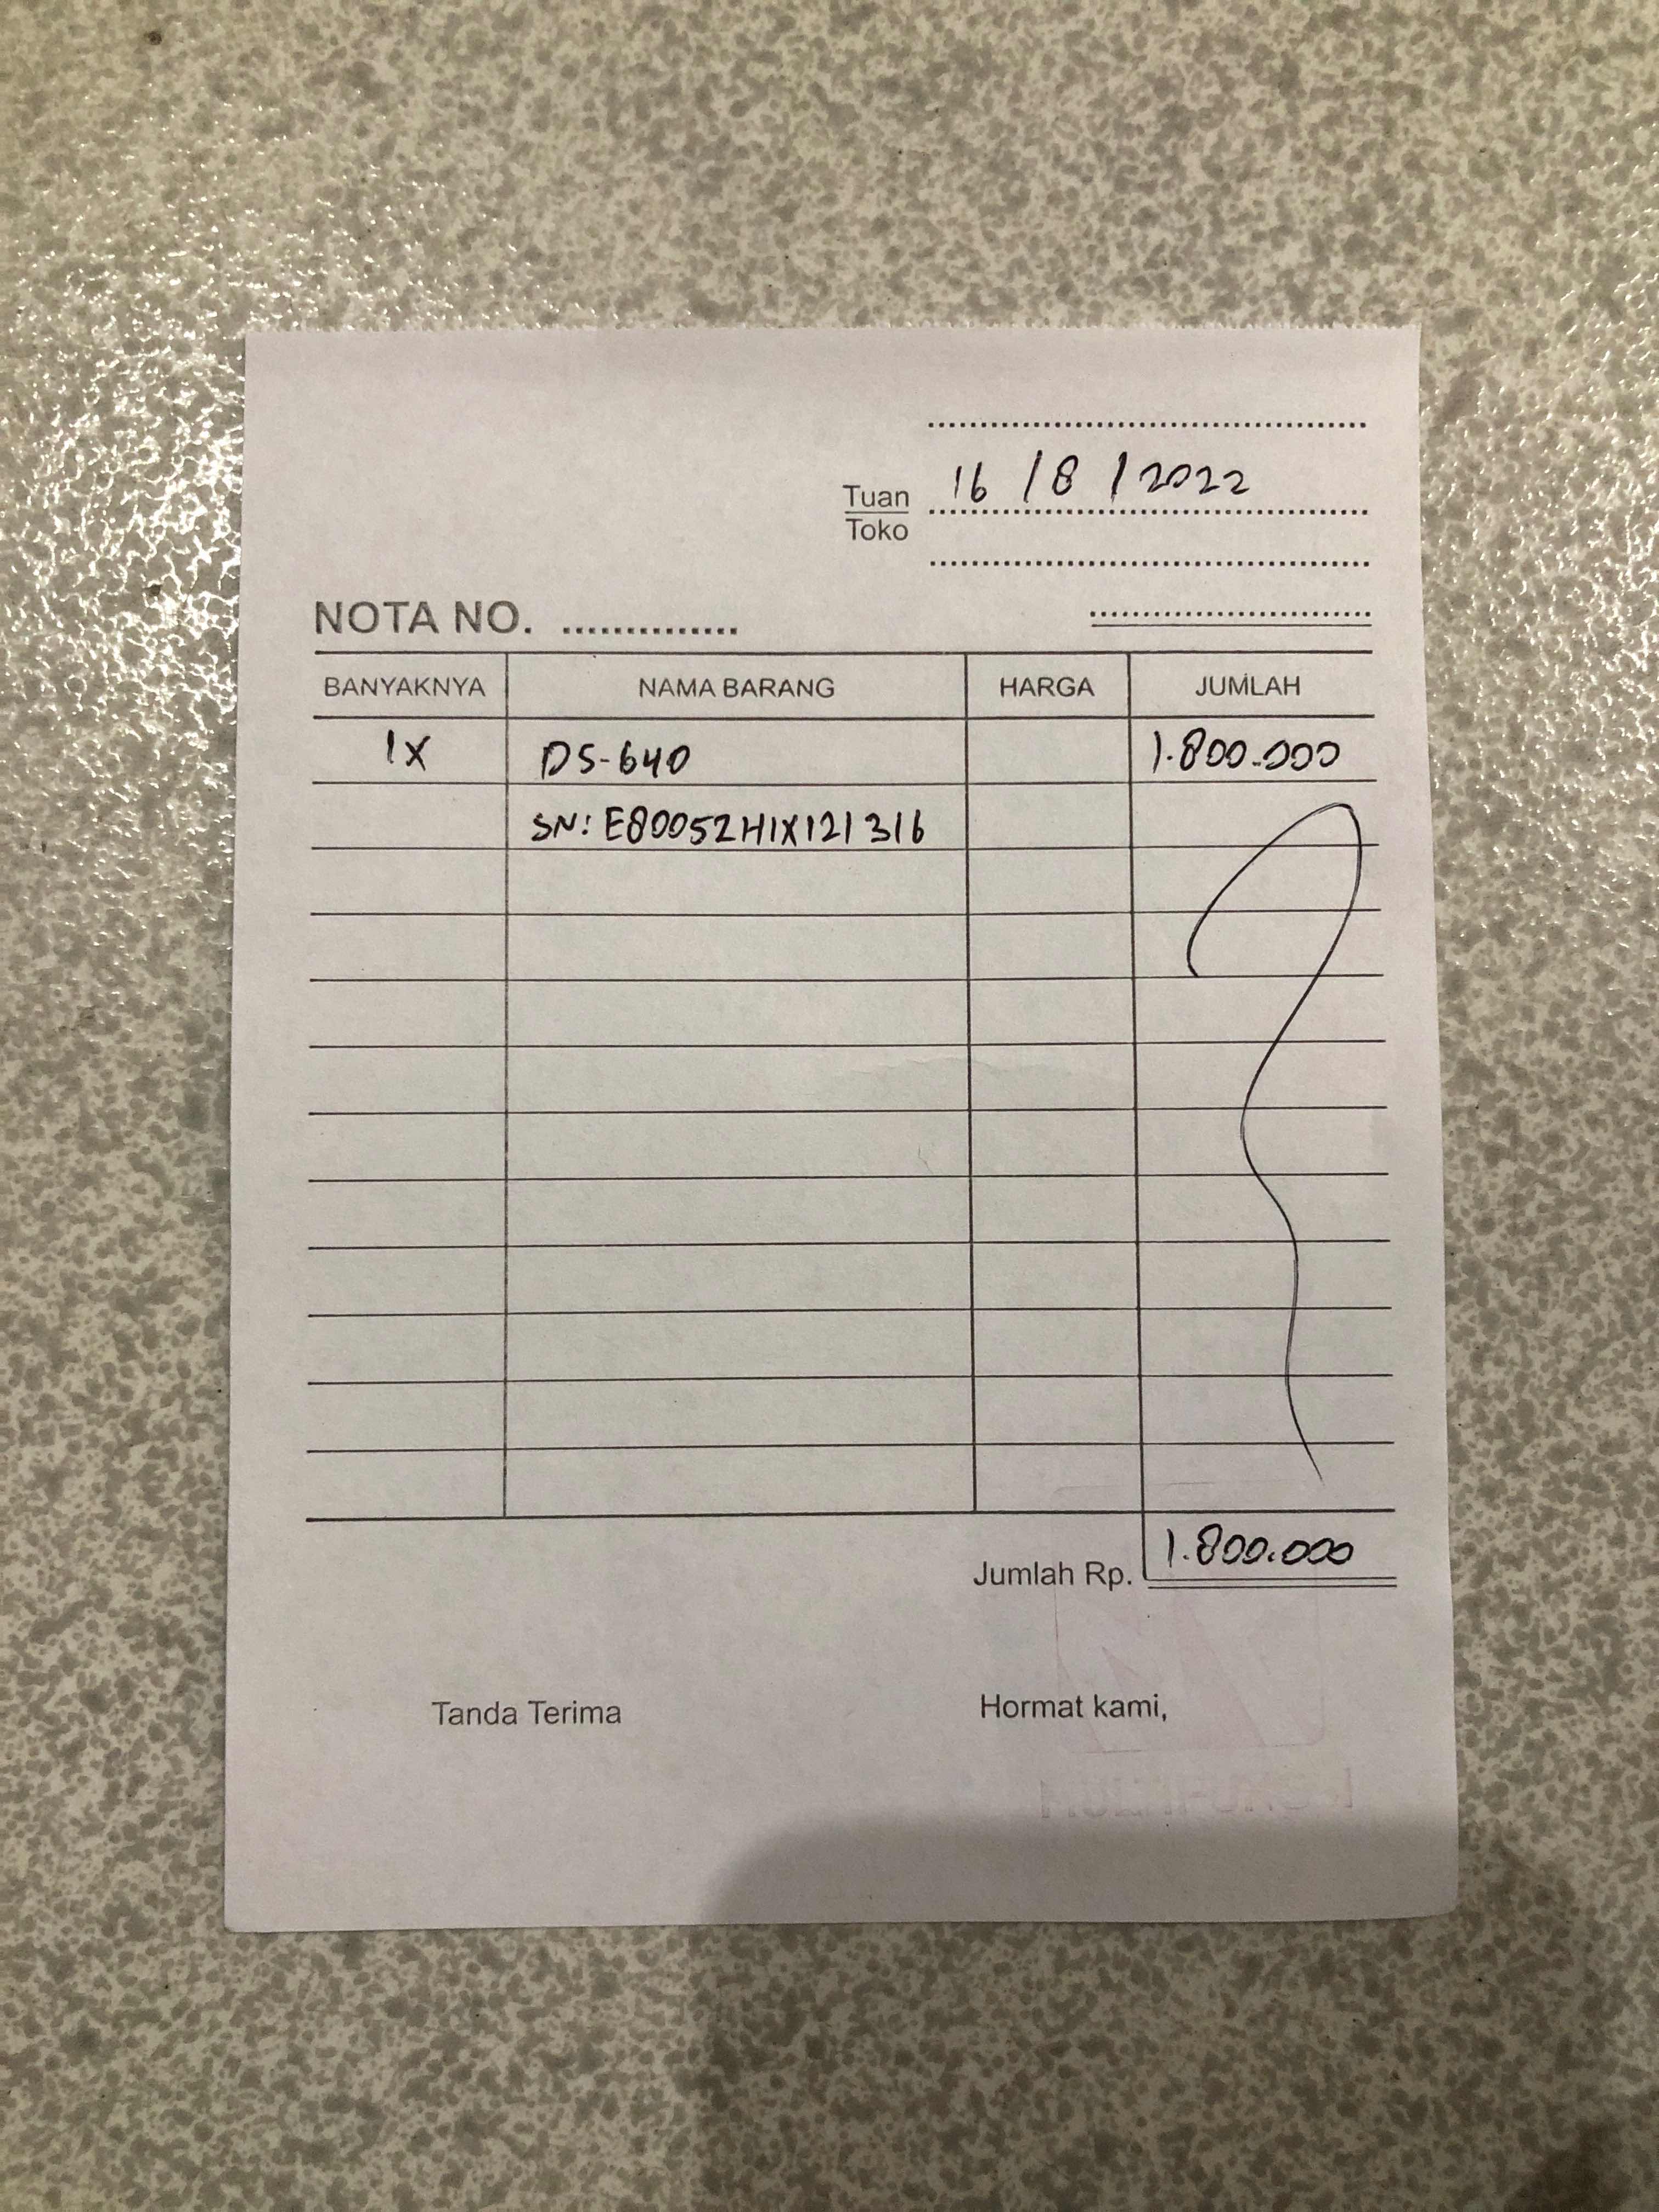 16/8/2022
Tuan
Toko
NOTA NO. ..............
BANYAKNYA NAMA BARANG HARGA JUMLAH
1X DS-640 1.800.000
SN: E80052H1X121316
Jumlah Rp. 1.800.000
Tanda Terima Hormat kami,